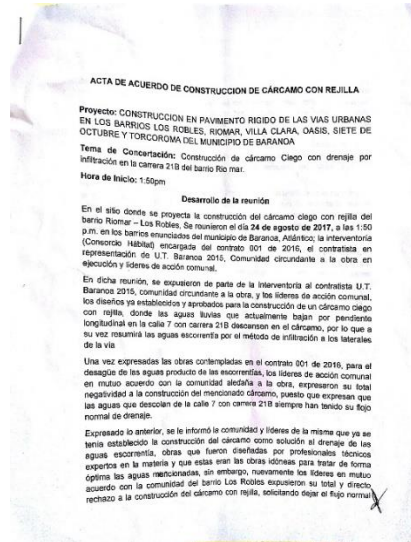 ACTA DE ACUERDO DE CONSTRUCCION DE CÁRCAMO CON REJILLA
Proyecto: CONSTRUCCION EN PAVIMENTO RIGIDO DE LAS VIAS URBANAS
EN LOS BARRIOS LOS ROBLES, RIOMAR, VILLA CLARA, OASIS, SIETE DE
OCTUBRE Y TORCOROMA DEL MUNICIPIO DE BARANOA
Tema de Concertación: Construcción de cárcamo Ciego con drenaje por
infiltración en la carrera 21B del barrio Rio mar.
Hora de Inicio: 1:50pm
Desarrollo de la reunión
En el sitio donde se proyecta la construcción del cárcamo ciego con rejilla del
barrio Riomar – Los Robles, Se reunieron el día 24 de agosto de 2017, a las 1:50
p.m. en los barrios enunciados del municipio de Baranoa, Atlántico; la interventoría
(Consorcio Hábitat) encargada del contrato 001 de 2016, el contratista en
representación de U.T. Baranoa 2015, Comunidad circundante a la obra en
ejecución y líderes de acción comunal.
En dicha reunión, se expusieron de parte de la interventoría al contratista U.T.
Baranoa 2015, comunidad circundante a la obra, y los líderes de acción comunal,
los diseños ya establecidos y aprobados para la construcción de un cárcamo ciego
con rejilla, donde las aguas lluvias que actualmente bajan por pendiente
longitudinal en la calle 7 con carrera 21B descansen en el cárcamo, por lo que a
su vez resumirá las aguas escorrentía por el método de infiltración a los laterales
de la vía
Una vez expresadas las obras contempladas en el contrato 001 de 2016, para el
desagüe de las aguas producto de las escorrentías, los líderes de acción comunal
en mutuo acuerdo con la comunidad aledaña a la obra, expresaron su total
negatividad a la construcción del mencionado cárcamo, puesto que expresan que
las aguas que descolan de la calle 7 con carrera 21B siempre han tenido su flujo
normal de drenaje.
Expresado lo anterior, se le informó la comunidad y líderes de la misma que ya se
tenía establecido la construcción del cárcamo como solución al drenaje de las
aguas escorrentía, obras que fueron diseñadas por profesionales técnicos
expertos en la materia y que estas eran las obras idóneas para tratar de forma
óptima las aguas mencionadas, sin embargo, nuevamente los líderes en mutuo
acuerdo con la comunidad del barrio Los Robles expusieron su total y directo
rechazo a la construcción del cárcamo con rejilla, solicitando dejar el flujo normal